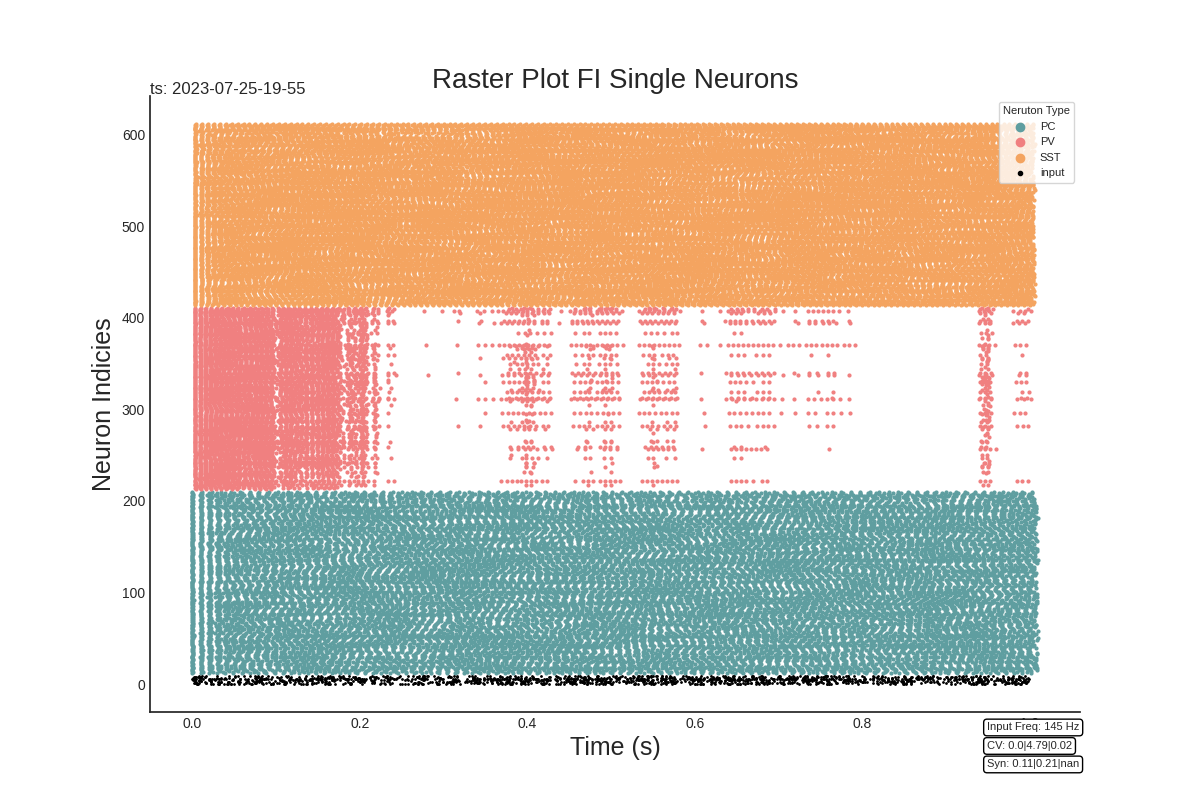 Raster Plot FI Single Neurons
ts: 2023-07-25-19-55
Neruton Type
PC
PV
SST
input
Neuron Indicies
600
500
400
300
200
100
0
0.0
0.2
0.4
0.6
0.8
Time (s)
Input Freq: 145 Hz
CV: 0.0|4.79|0.02
Syn: 0.11|0.21|nan